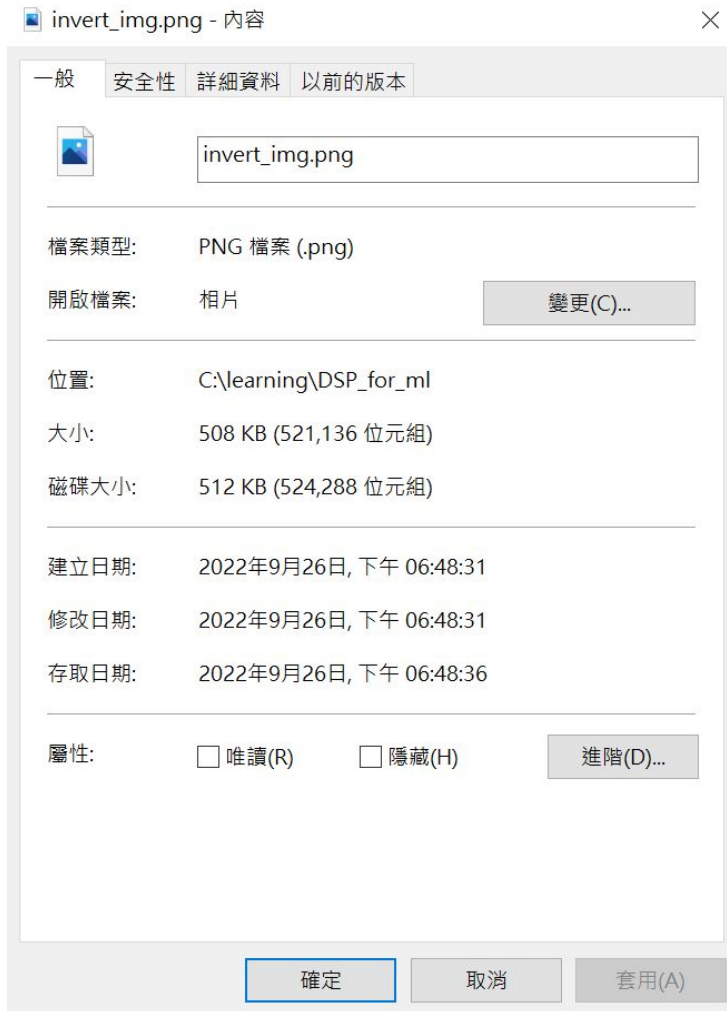 invert_img.png - 內容
一般 安全性 詳細資料 以前的版本
invert_img.png
檔案類型: PNG 檔案 (.png)
開啟檔案: 相片 變更(C)...
位置: C:\learning\DSP_for_ml
大小: 508 KB (521,136 位元組)
磁碟大小: 512 KB (524,288 位元組)
建立日期: 2022年9月26日, 下午 06:48:31
修改日期: 2022年9月26日, 下午 06:48:31
存取日期: 2022年9月26日, 下午 06:48:36
屬性: 唯讀(R) 隱藏(H) 進階(D)...
確定 取消 套用(A)